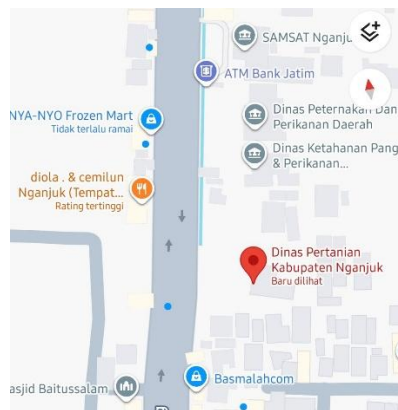 SAMSAT Nganju
ATM Bank Jatim
NYA-NYO Frozen Mart
Tidak terlalu ramai
Dinas Peternakan Dan
Perikanan Daerah
Dinas Ketahanan Pang
& Perikanan...
diola . & cemilun
Nganjuk (Tempat...
Rating tertinggi
Dinas Pertanian
Kabupaten Nganjuk
Baru dilihat
Basmalahcom
asjid Baitussalam